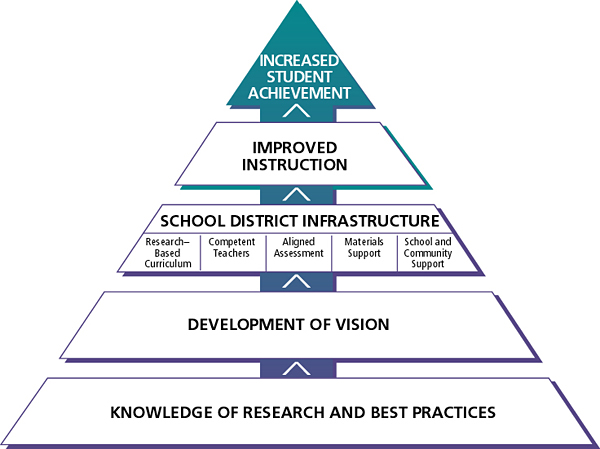 INCREASED
STUDENT
ACHIEVEMENT
IMPROVED
INSTRUCTION
SCHOOL DISTRICT INFRASTRUCTURE
Research–
Based
Curriculum
Competent
Teachers
Aligned
Assessment
Materials
Support
School and
Community
Support
DEVELOPMENT OF VISION
KNOWLEDGE OF RESEARCH AND BEST PRACTICES